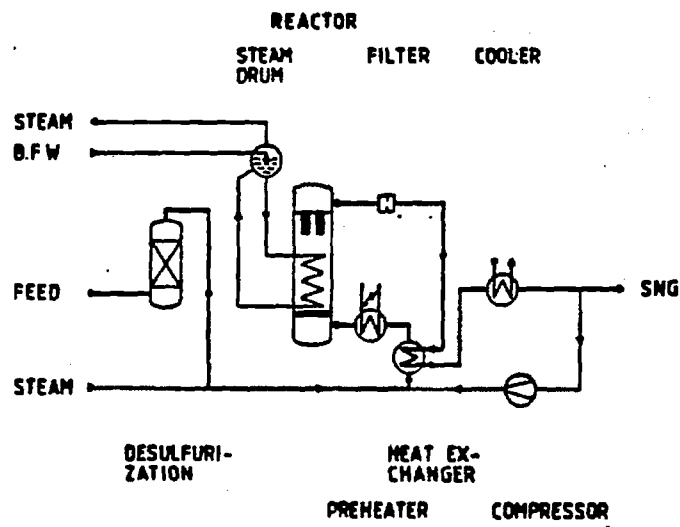 REACTOR
STEAM
DRUM
FILTER
COOLER
STEAM
B.F W
FEED
SNG
STEAM
DESULFURI-
ZATION
HEAT EX-
CHANGER
PREHEATER
COMPRESSOR